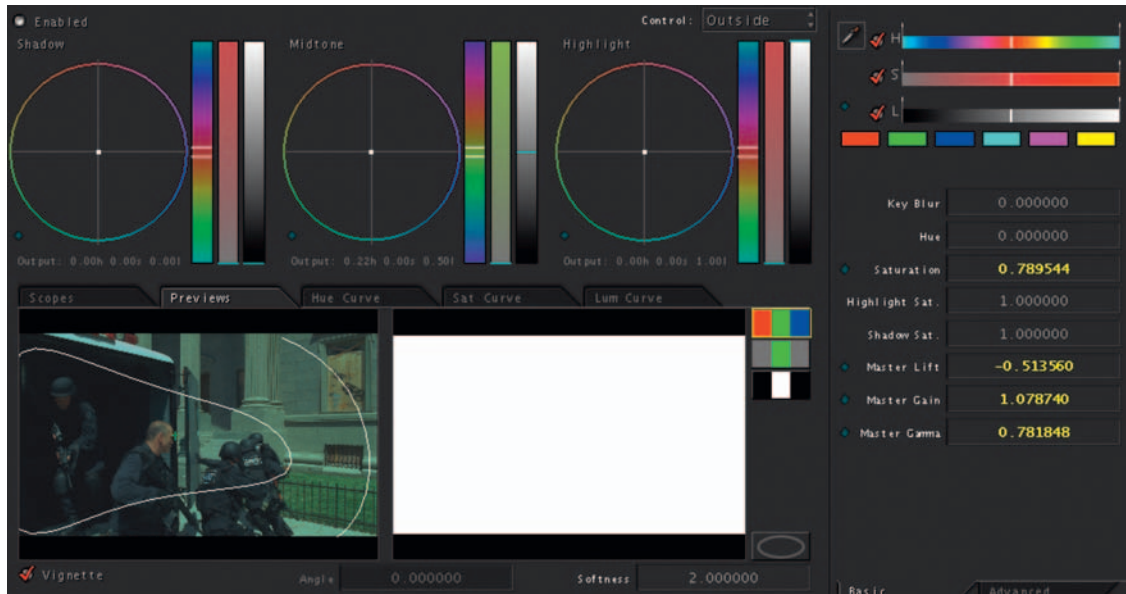 Enabled
Control: Outside
Shadow
Midtone
Highlight
H
S
L
Output: 0.00h 0.00s 0.00l
Output: 0.22h 0.00s 0.50l
Output: 0.00h 0.00s 1.00l
Key Blur 0.000000
Hue 0.000000
Saturation 0.789544
Highlight Sat. 1.000000
Shadow Sat. 1.000000
Master Lift -0.513560
Master Gain 1.078740
Master Gamma 0.781848
Scopes
Previews
Hue Curve
Sat Curve
Lum Curve
Vignette
Angle 0.000000
Softness 2.000000
Basic
Advanced